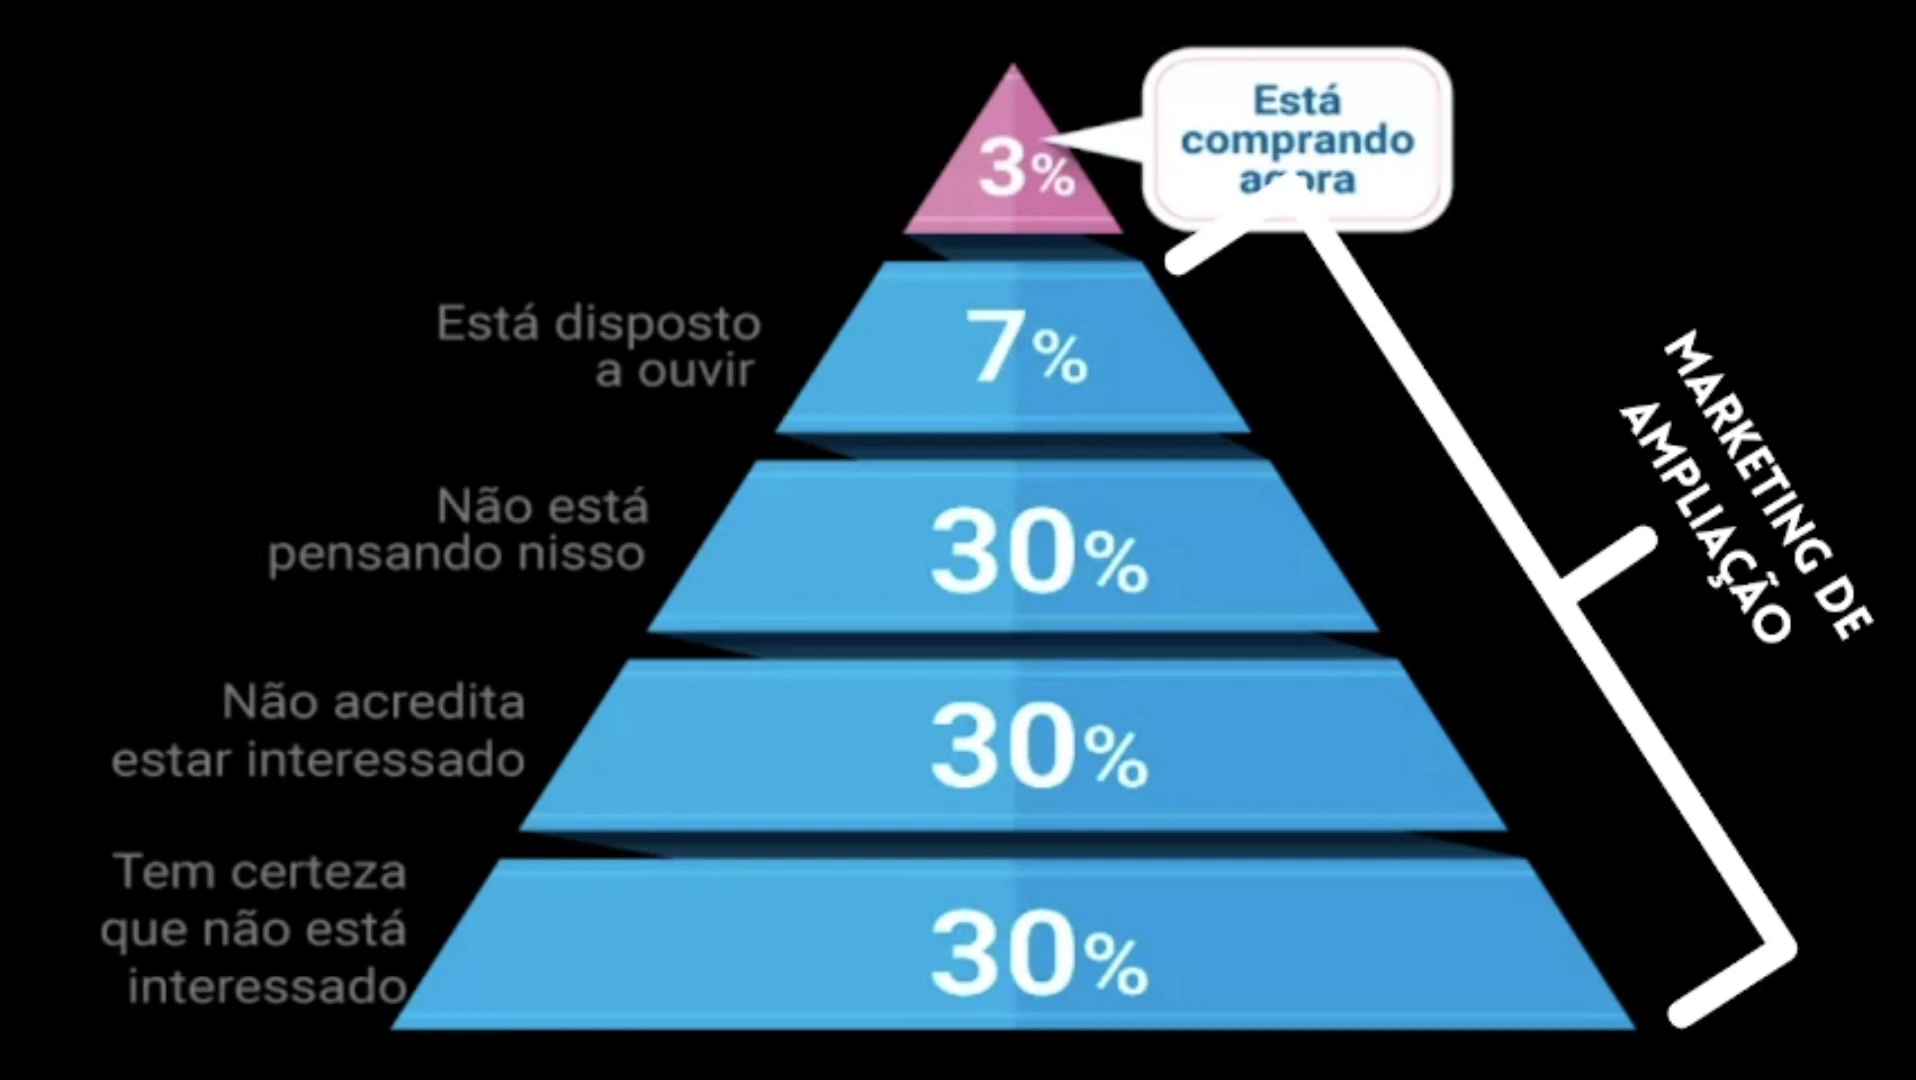 Está
comprando
agora
3%
Está disposto
a ouvir
7%
Não está
pensando nisso
30%
Não acredita
estar interessado
30%
Tem certeza
que não está
interessado
30%
MARKETING DE
AMPLIAÇÃO